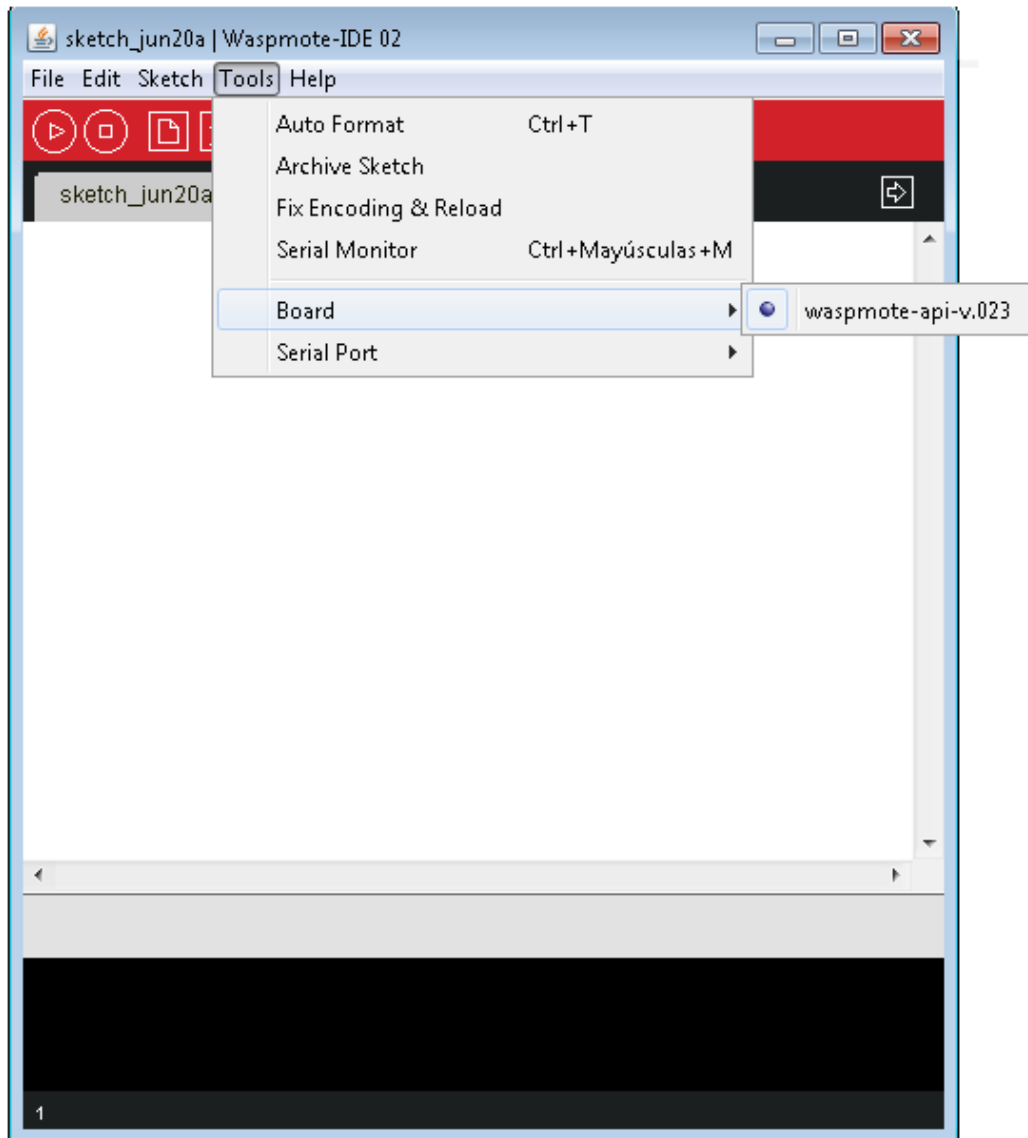 sketch_jun20a | Waspmote-IDE 02
File Edit Sketch Tools Help
Auto Format Ctrl+T
Archive Sketch
sketch_jun20a
Fix Encoding & Reload
Serial Monitor Ctrl+Mayúsculas+M
Board
waspmote-api-v.023
Serial Port
1